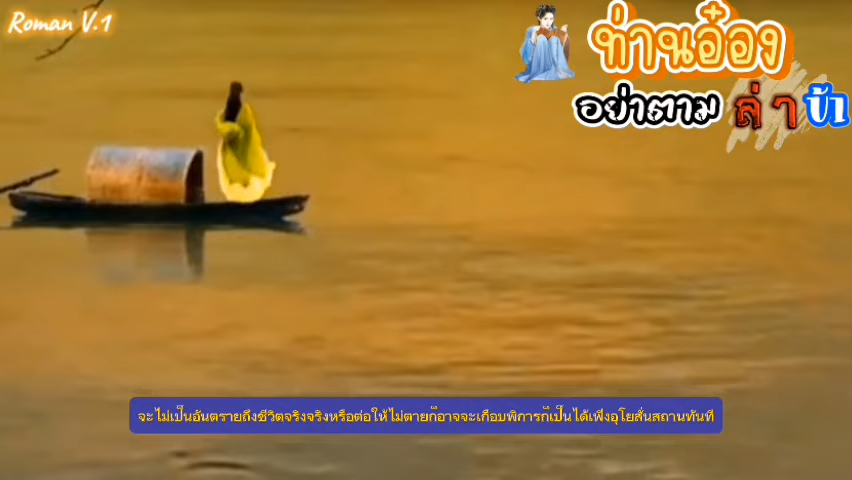 Roman V.1
ท่านอ๋อง
อย่าตาม ล่า ข้า
จะไม่เป็นอันตรายถึงชีวิตจริงจริงหรือต่อให้ไม่ตายก็อาจจะเกือบพิการก็เป็นได้เฟิงอุโยสั่นสถานทันที